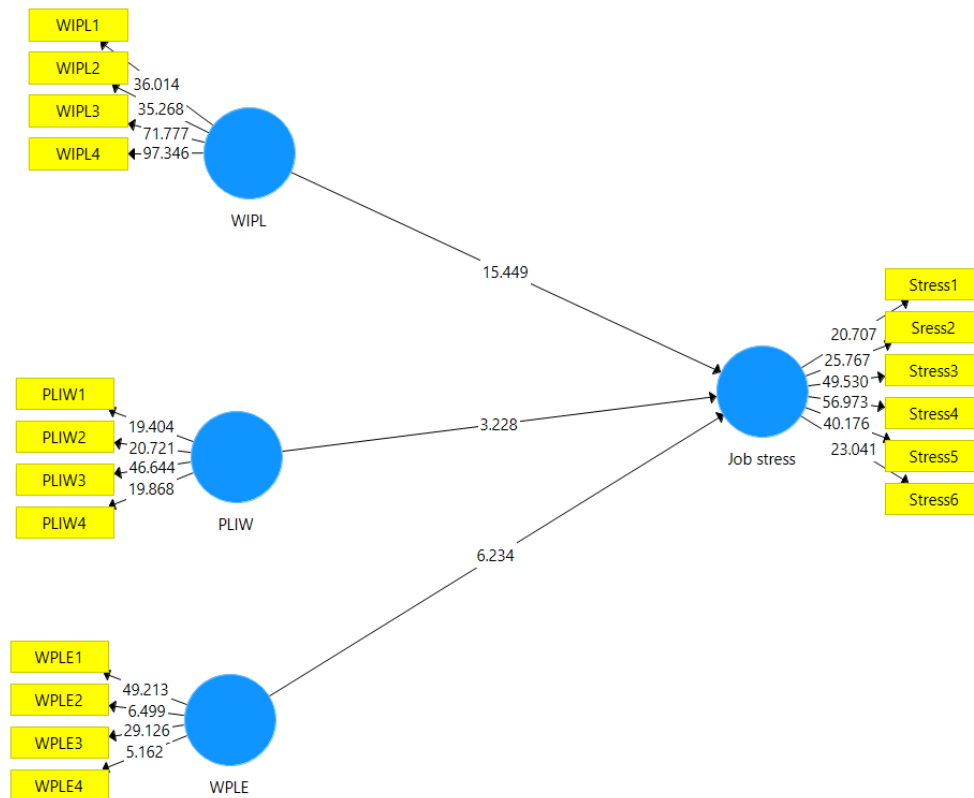 WIPL1
WIPL2
WIPL3
WIPL4
36.014
35.268
71.777
97.346
WIPL
15.449
Stress1
Sress2
Stress3
Stress4
Stress5
Stress6
20.707
25.767
49.530
56.973
40.176
23.041
Job stress
PLIW1
PLIW2
PLIW3
PLIW4
19.404
20.721
46.644
19.868
PLIW
3.228
6.234
WPLE1
WPLE2
WPLE3
WPLE4
49.213
6.499
29.126
5.162
WPLE